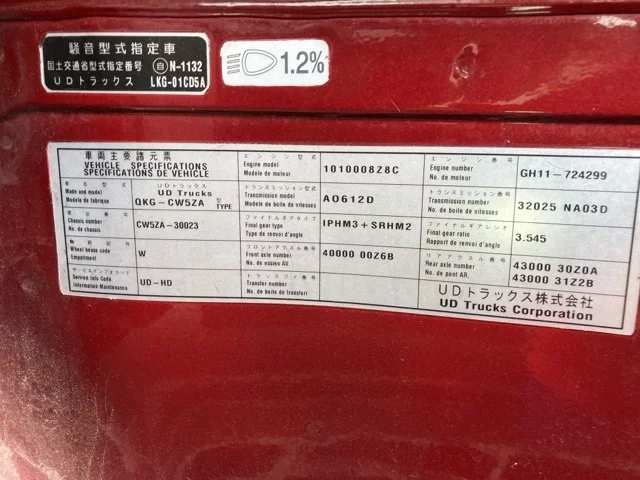 騒音型式指定車
国土交通省型式指定番号 自 N-1132
UDトラックス LKG-01CD5A
1.2%
車両主要諸元票
VEHICLE SPECIFICATIONS
SPECIFICATIONS DE VEHICLE
車名及び型式
Made and model
Modele de fabrique
UDトラックス
UD Trucks
QKG-CW5ZA 型 TYPE
Chassis number
No. de chassis
CW5ZA-30023
Wheel beats code
Empattment
W
サービスインフォコード
Service Info Code
Information Maintenance
UD-HD
エンジン型式
Engine model
Modele de moteur
1010008Z8C
トランスミッション型式
Transmission model
Modele de boite de vitesses
AO612D
ファイナルギアタイプ
Final gear type
Type de renvoi d'angle
IPHM3+SRHM2
フロントアクスル番号
Front axle number
No. de essieu AV.
40000 00Z6B
トランスファ番号
Transfer number
No. de boite de transfert
エンジン番号
Engine number
No. de moteur
GH11-724299
トランスミッション番号
Transmission number
No. de boite de vitesses
32025 NA03D
ファイナルギアレシオ
Final gear ratio
Rapport de renvoi d'angle
3.545
リアアクスル番号
Rear axle number
No. de pont AR.
43000 30Z0A
43000 31Z2B
UDトラックス株式会社
UD Trucks Corporation